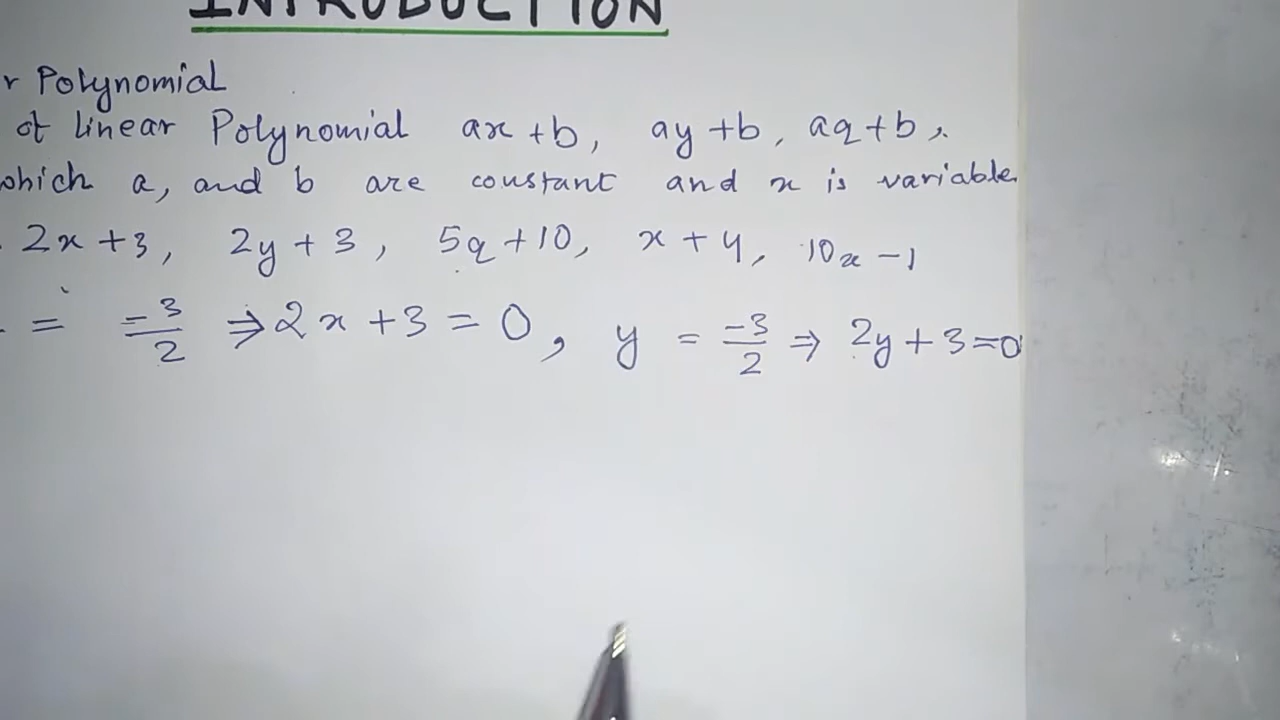 INTRODUCTION
r Polynomial
of linear Polynomial ax+b, ay+b, aq+b,
which a, and b are constant and x is variable.
2x+3, 2y+3, 5q+10, x+4, 10x-1
= -3/2 ⇒ 2x+3=0, y = -3/2 ⇒ 2y+3=0